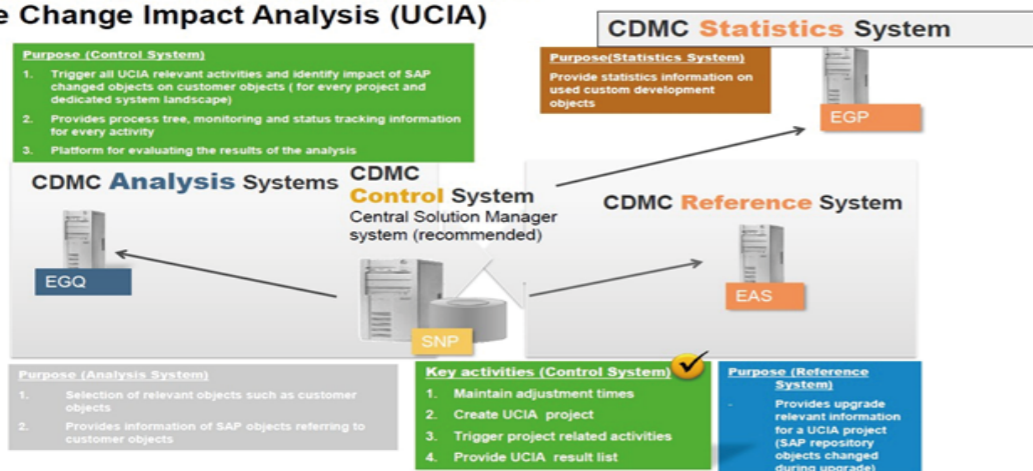 e Change Impact Analysis (UCIA)
CDMC Statistics System
Purpose (Control System)
1. Trigger all UCIA relevant activities and identify impact of SAP
changed objects on customer objects ( for every project and
dedicated system landscape)
2. Provides process tree, monitoring and status tracking information
for every activity
3. Platform for evaluating the results of the analysis
Purpose(Statistics System)
Provide statistics information on
used custom development
objects
EGP
CDMC Analysis Systems
EGQ
CDMC
Control System
Central Solution Manager
system (recommended)
SNP
CDMC Reference System
EAS
Purpose (Analysis System)
1. Selection of relevant objects such as customer
objects
2. Provides information of SAP objects referring to
customer objects
Key activities (Control System)
1. Maintain adjustment times
2. Create UCIA project
3. Trigger project related activities
4. Provide UCIA result list
Purpose (Reference
System)
- Provides upgrade
relevant information
for a UCIA project
(SAP repository
objects changed
during upgrade)